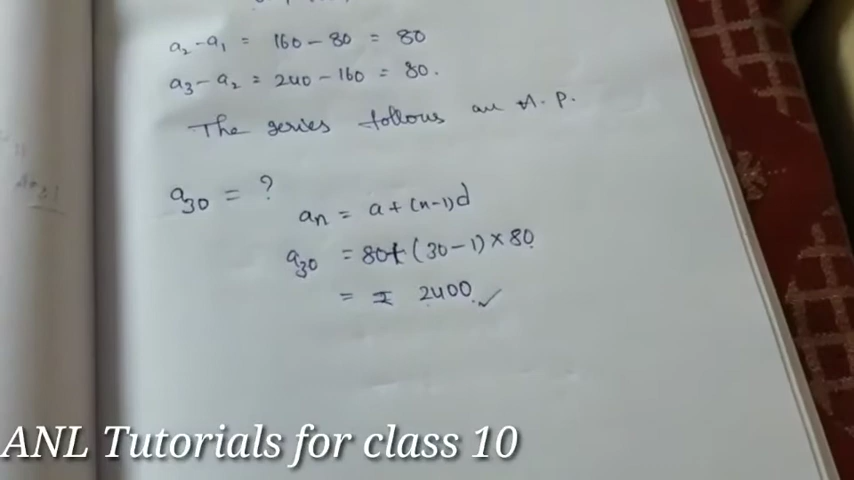 a₂-a₁ = 160-80 = 80
a₃-a₂ = 240-160 = 80.
The series follows an A.P.
a₃₀ = ?
aₙ = a+(n-1)d
a₃₀ = 80+(30-1)×80
= 2400 ✓
ANL Tutorials for class 10